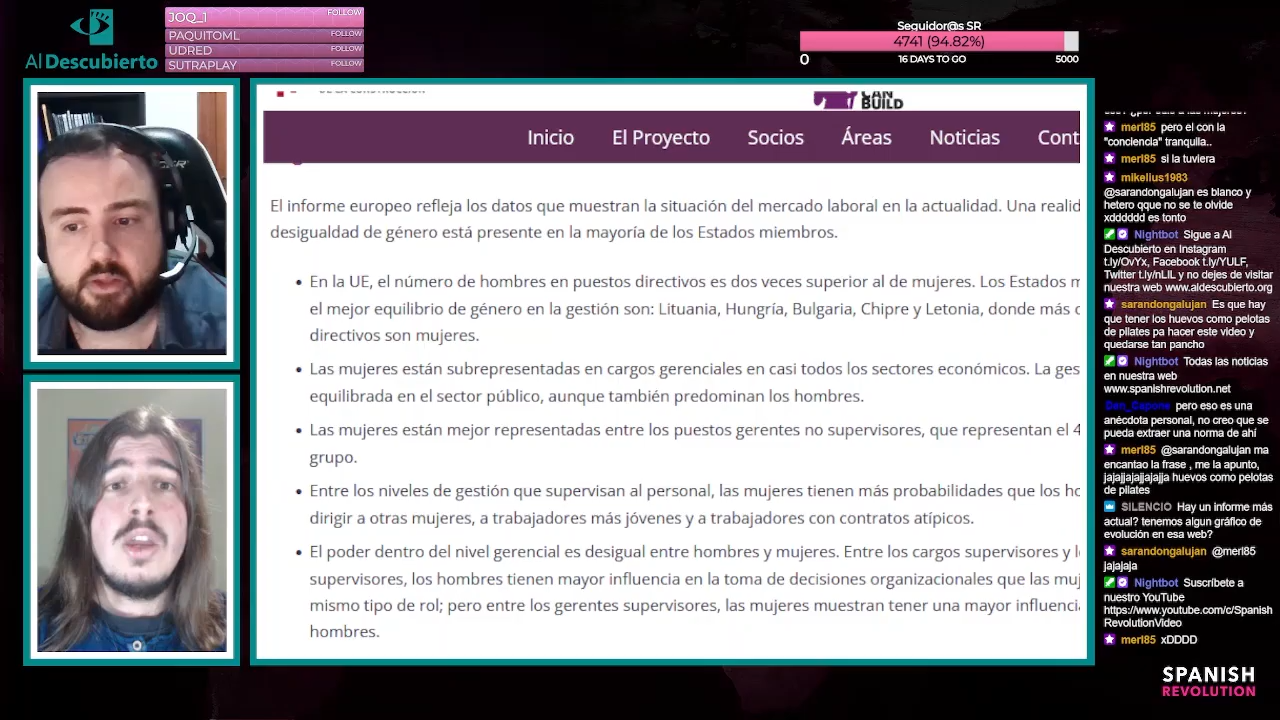 Al Descubierto
JOQ_1 FOLLOW
PAQUITOML FOLLOW
UDRED FOLLOW
SUTRAPLAY FOLLOW
Seguidor@s SR
4741 (94.82%)
0 16 DAYS TO GO 5000
DE LA CONSTRUCCIÓN
CAN
BUILD
Inicio El Proyecto Socios Áreas Noticias Cont
El informe europeo refleja los datos que muestran la situación del mercado laboral en la actualidad. Una realid
desigualdad de género está presente en la mayoría de los Estados miembros.
• En la UE, el número de hombres en puestos directivos es dos veces superior al de mujeres. Los Estados m
el mejor equilibrio de género en la gestión son: Lituania, Hungría, Bulgaria, Chipre y Letonia, donde más
directivos son mujeres.
• Las mujeres están subrepresentadas en cargos gerenciales en casi todos los sectores económicos. La ges
equilibrada en el sector público, aunque también predominan los hombres.
• Las mujeres están mejor representadas entre los puestos gerentes no supervisores, que representan el 4
grupo.
• Entre los niveles de gestión que supervisan al personal, las mujeres tienen más probabilidades que los ho
dirigir a otras mujeres, a trabajadores más jóvenes y a trabajadores con contratos atípicos.
• El poder dentro del nivel gerencial es desigual entre hombres y mujeres. Entre los cargos supervisores y l
supervisores, los hombres tienen mayor influencia en la toma de decisiones organizacionales que las muj
mismo tipo de rol; pero entre los gerentes supervisores, las mujeres muestran tener una mayor influencia
hombres.
merl85 pero el con la
"conciencia" tranquila..
merl85 si la tuviera
mikelius1983
@sarandongalujan es blanco y
hetero qque no se te olvide
xdddddd es tonto
Nightbot Sigue a Al
Descubierto en Instagram
t.ly/OvYx, Facebook t.ly/YULF,
Twitter t.ly/nLIL y no dejes de visitar
nuestra web www.aldescubierto.org
sarandongalujan Es que hay
que tener los huevos como pelotas
de pilates pa hacer este video y
quedarse tan pancho
Nightbot Todas las noticias
en nuestra web
www.spanishrevolution.net
Dan_Capone pero eso es una
anécdota personal, no creo que se
pueda extraer una norma de ahí
merl85 @sarandongalujan ma
encantao la frase , me la apunto,
jajajjajajjajajja huevos como pelotas
de pilates
SILENCIO Hay un informe más
actual? tenemos algun gráfico de
evolución en esa web?
sarandongalujan @merl85
jajajaja
Nightbot Suscríbete a
nuestro YouTube
https://www.youtube.com/c/Spanish
RevolutionVideo
merl85 xDDDD
SPANISH
REVOLUTION